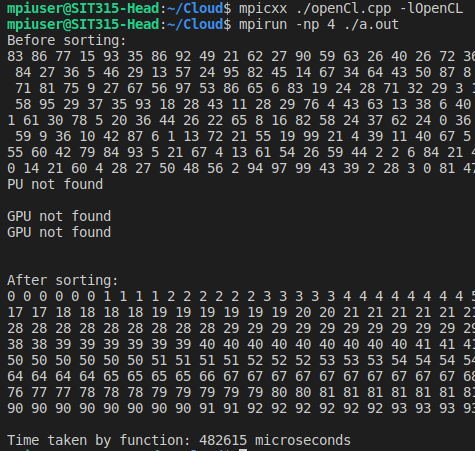 mpiuser@SIT315-Head:~/Cloud$ mpicxx ./openCl.cpp -lOpenCL
mpiuser@SIT315-Head:~/Cloud$ mpirun -np 4 ./a.out
Before sorting:
83 86 77 15 93 35 86 92 49 21 62 27 90 59 63 26 40 26 72 36
84 27 36 5 46 29 13 57 24 95 82 45 14 67 34 64 43 50 87 8
71 81 75 9 27 67 56 97 53 86 65 6 83 19 24 28 71 32 29 3
58 95 29 37 35 93 18 28 43 11 28 29 76 4 43 63 13 38 6 40
1 61 30 78 5 20 36 44 26 22 65 8 16 82 58 24 37 62 24 0 36
59 9 36 10 42 87 6 1 13 72 21 55 19 99 21 4 39 11 40 67 5
55 60 42 79 84 93 5 21 67 4 13 61 54 26 59 44 2 2 6 84 21
0 14 21 60 4 28 27 50 48 56 2 94 97 99 43 39 2 28 3 0 81 47
PU not found
GPU not found
GPU not found
After sorting:
0 0 0 0 0 0 1 1 1 1 2 2 2 2 2 2 3 3 3 3 3 4 4 4 4 4 4 4 4
17 17 18 18 18 18 19 19 19 19 19 19 20 20 21 21 21 21 21
28 28 28 28 28 28 28 28 29 29 29 29 29 29 29 29 29 29
38 38 39 39 39 39 39 40 40 40 40 40 40 40 40 41 41
50 50 50 50 50 50 51 51 51 51 52 52 52 53 53 53 54 54 54
64 64 64 64 65 65 65 65 66 67 67 67 67 67 67 67 67 67 67 68
76 77 77 78 78 78 79 79 79 79 79 80 80 81 81 81 81 81 81
90 90 90 90 90 90 90 90 91 91 92 92 92 92 92 92 93 93 93
Time taken by function: 482615 microseconds
mpiuser@SIT315-Head:~/Cloud$